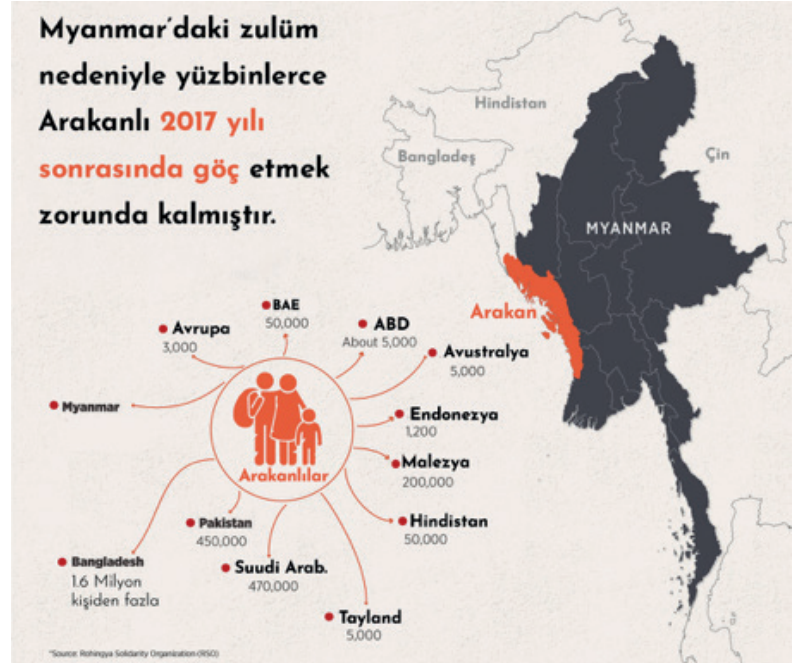 Myanmar'daki zulüm
nedeniyle yüzbinlerce
Arakanlı 2017 yılı
sonrasında göç etmek
zorunda kalmıştır.
Hindistan
Bangladeş
Çin
MYANMAR
Arakan
BAE
50,000
Avrupa
3,000
ABD
About 5,000
Avustralya
5,000
Myanmar
Endonezya
1,200
Arakanlılar
Malezya
200,000
Pakistan
450,000
Hindistan
50,000
Bangladesh
1.6 Milyon
kişiden fazla
Suudi Arab.
470,000
Tayland
5,000
*Source: Rohingya Solidarity Organization (RSO)